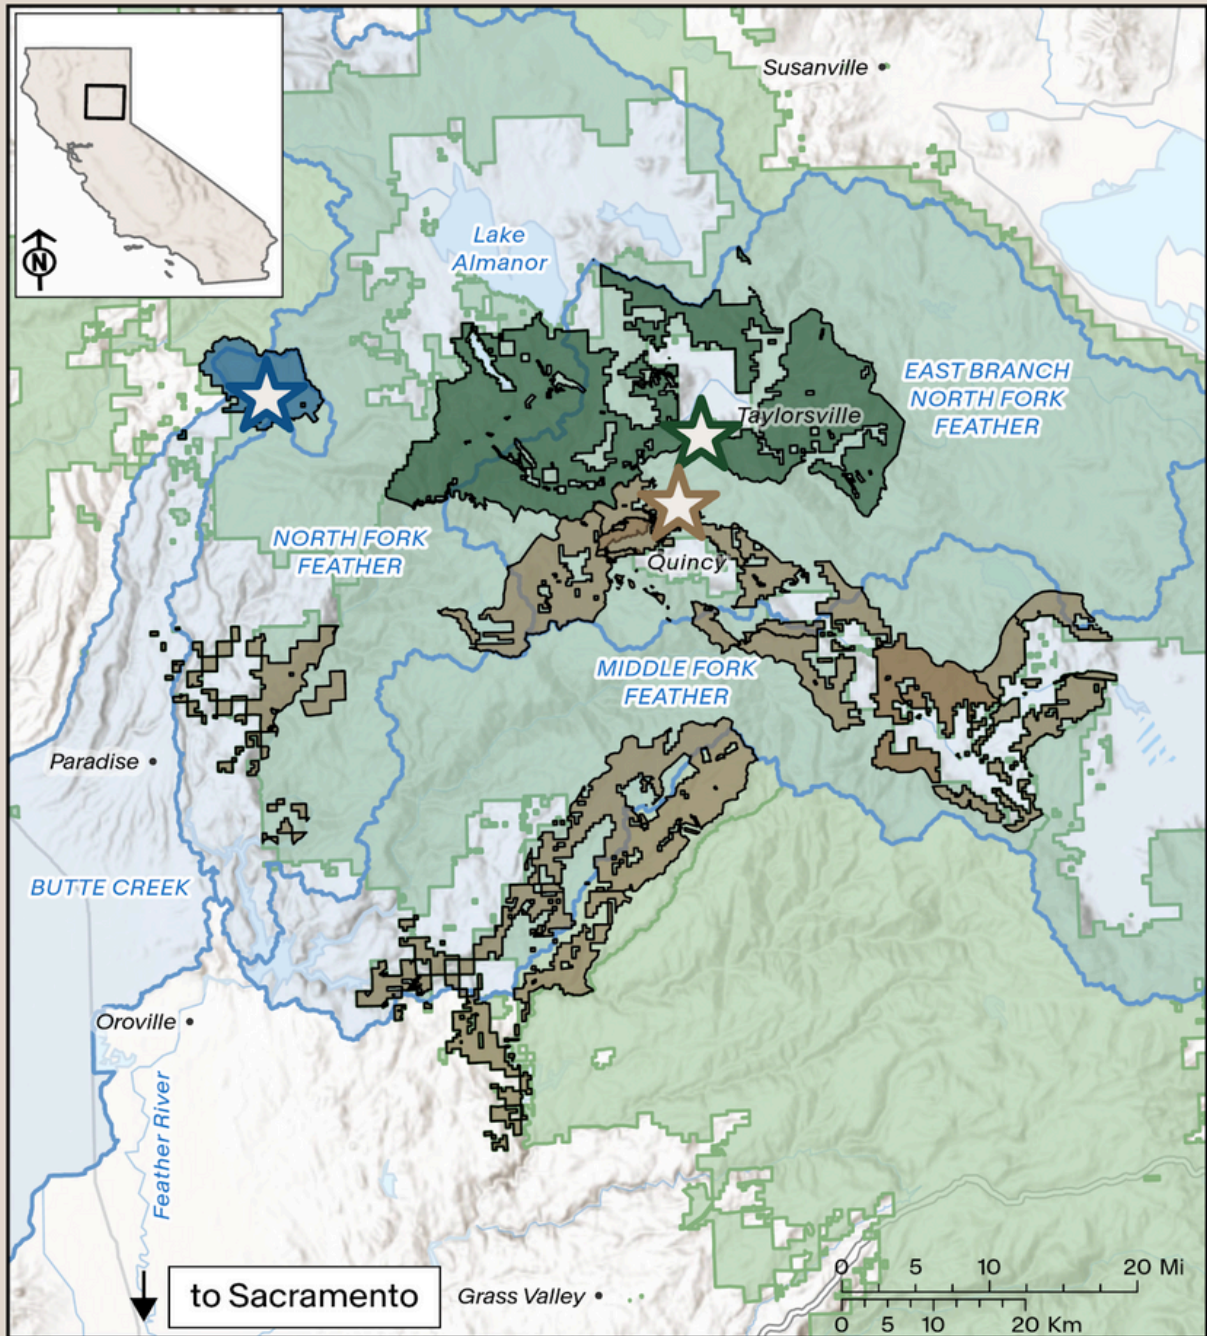 N
Susanville
Lake
Almanor
EAST BRANCH
NORTH FORK
FEATHER
Taylorsville
NORTH FORK
FEATHER
Quincy
MIDDLE FORK
FEATHER
Paradise
BUTTE CREEK
Oroville
Feather River
to Sacramento
Grass Valley
0 5 10 20 Mi
0 5 10 20 Km